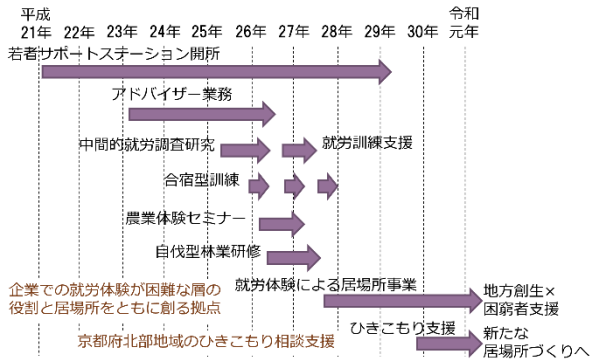 平成
21年 22年 23年 24年 25年 26年 27年 28年 29年 30年
令和
元年
若者サポートステーション開所
アドバイザー業務
中間的就労調査研究
就労訓練支援
合宿型訓練
農業体験セミナー
自伐型林業研修
就労体験による居場所事業
企業での就労体験が困難な層の
役割と居場所をともに創る拠点
地方創生×
困窮者支援
ひきこもり支援
京都府北部地域のひきこもり相談支援
新たな
居場所づくりへ